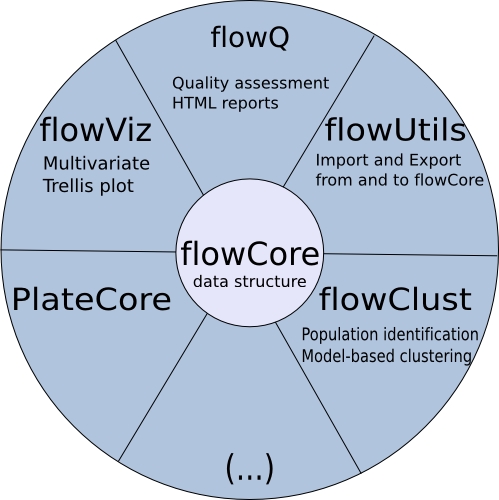 flowQ
Quality assessment
HTML reports
flowViz
Multivariate
Trellis plot
flowUtils
Import and Export
from and to flowCore
flowCore
data structure
PlateCore
flowClust
Population identification
Model-based clustering
(...)